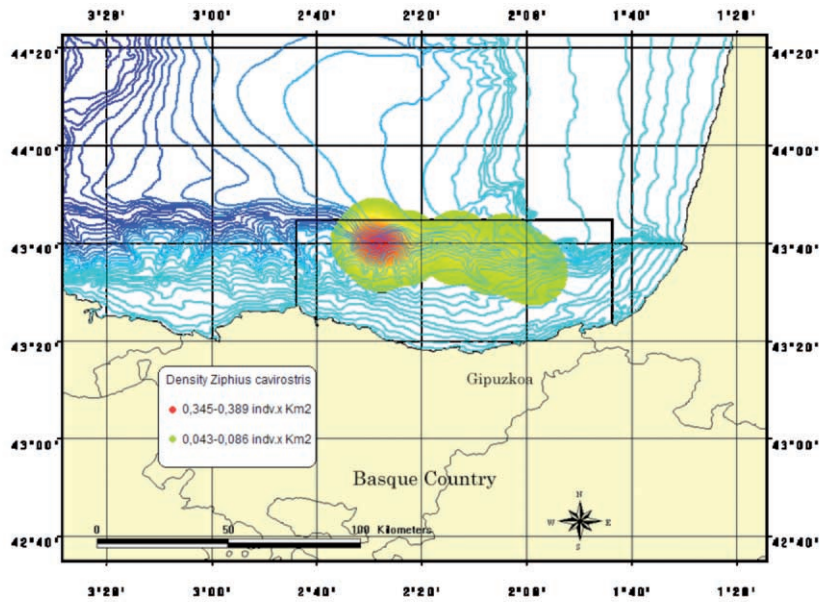 3°20' 3°00' 2°40' 2°20' 2°00' 1°40' 1°20'
44°20' 44°20'
44°00' 44°00'
43°40' 43°40'
43°20' 43°20'
Gipuzkoa
Density Ziphius cavirostris
0,345-0,389 indv.x Km2
0,043-0,086 indv.x Km2
43°00' 43°00'
Basque Country
N
W E
S
0 50 100 Kilometers
42°40' 42°40'
3°20' 3°00' 2°40' 2°20' 2°00' 1°40' 1°20'